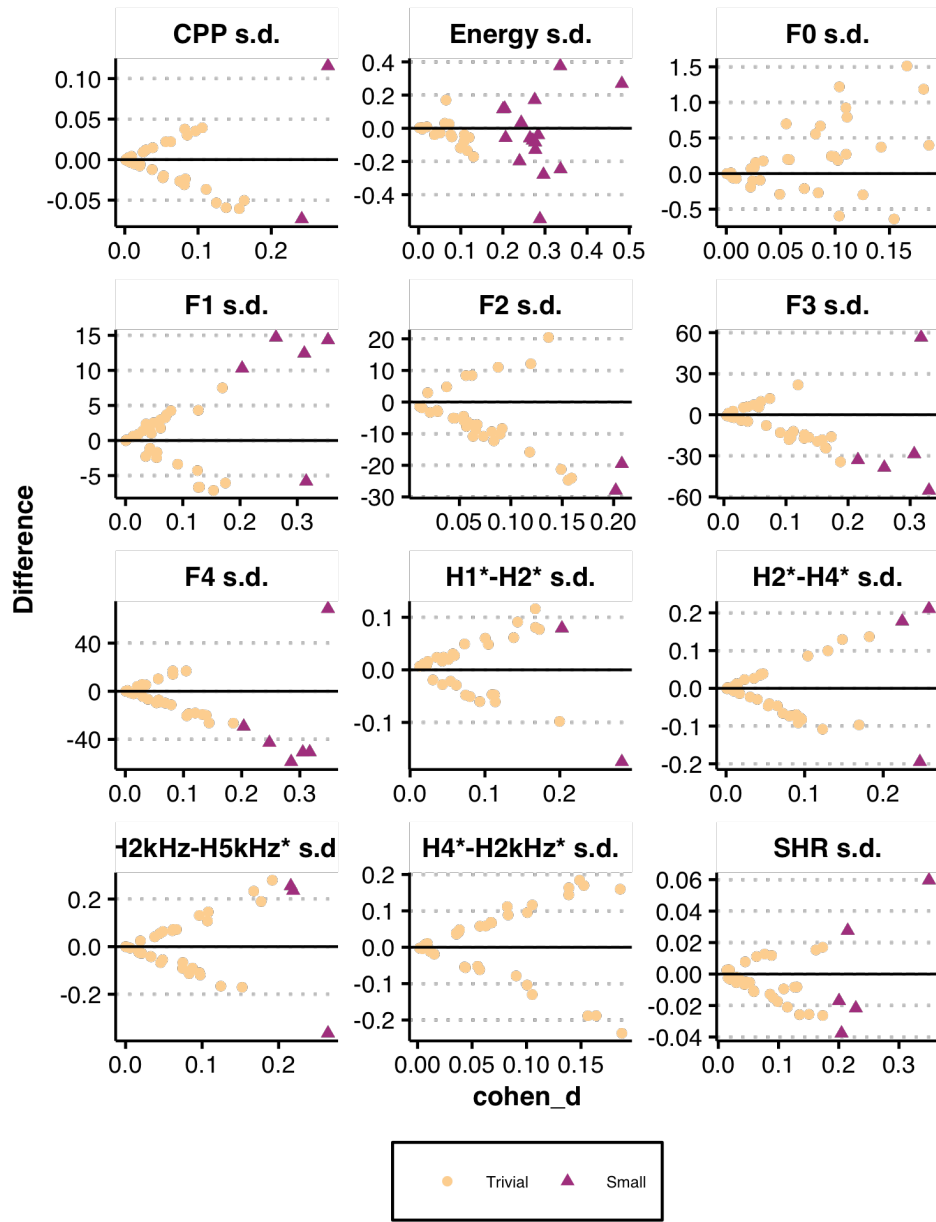 CPP s.d.
Energy s.d.
F0 s.d.
0.10
0.05
0.00
-0.05
0.0 0.1 0.2
0.4
0.2
0.0
-0.2
-0.4
0.0 0.1 0.2 0.3 0.4 0.5
1.5
1.0
0.5
0.0
-0.5
0.00 0.05 0.10 0.15
F1 s.d.
F2 s.d.
F3 s.d.
15
10
5
0
-5
0.0 0.1 0.2 0.3
20
10
0
-10
-20
-30
0.05 0.10 0.15 0.20
60
30
0
-30
-60
0.0 0.1 0.2 0.3
Difference
F4 s.d.
H1*-H2* s.d.
H2*-H4* s.d.
40
0
-40
0.0 0.1 0.2 0.3
0.1
0.0
-0.1
0.0 0.1 0.2
0.2
0.1
0.0
-0.1
-0.2
0.0 0.1 0.2
H2kHz-H5kHz* s.d
H4*-H2kHz* s.d.
SHR s.d.
0.2
0.0
-0.2
0.0 0.1 0.2
0.2
0.1
0.0
-0.1
-0.2
0.00 0.05 0.10 0.15
0.06
0.04
0.02
0.00
-0.02
-0.04
0.0 0.1 0.2 0.3
cohen_d
Trivial Small